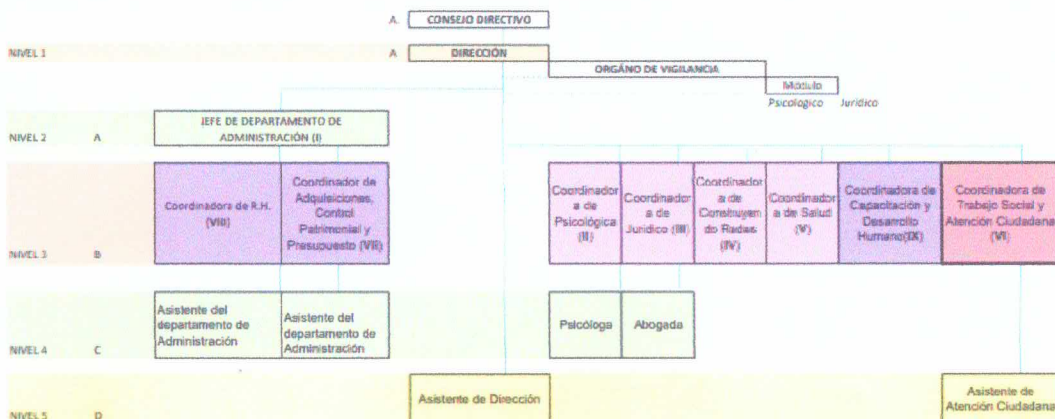 A. CONSEJO DIRECTIVO
NIVEL 1 A DIRECCIÓN
ORGÁNO DE VIGILANCIA
Módulo
Psicologico Juridico
JEFE DE DEPARTAMENTO DE
NIVEL 2 A ADMINISTRACIÓN (I)
Coordinadora de R.H.
(VIII)
Coordinador de
Adquisiciones,
Control
Patrimonial y
Presupuesto (VII)
Coordinador
a de
Psicológica
(II)
Coordinador
a de
Juridico (III)
Coordinador
a de
Construyen
do Redes
(IV)
Coordinador
a de Salud
(V)
Coordinadora de
Capacitación y
Desarrollo
Humano(IX)
Coordinadora de
Trabajo Social y
Atención Ciudadana
(VI)
NIVEL 3 B
Asistente del
departamento de
Administración
Asistente del
departamento de
Administración
Psicóloga
Abogada
NIVEL 4 C
Asistente de Dirección
Asistente de
Atención Ciudadana
NIVEL 5 D